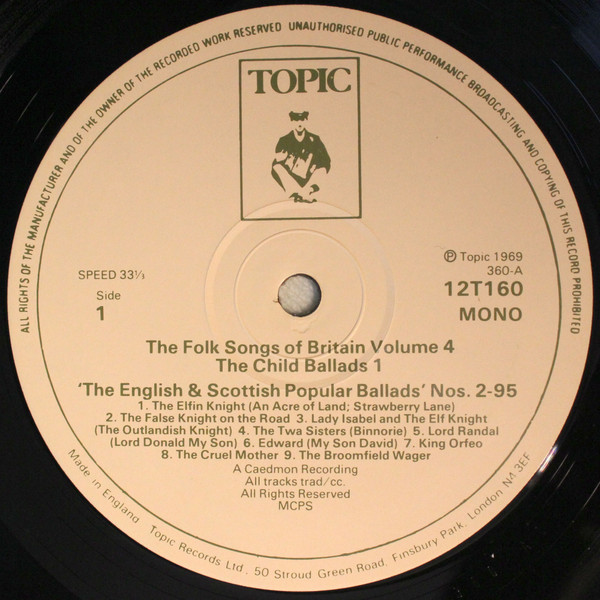 ALL RIGHTS OF THE MANUFACTURER AND OF THE OWNER OF THE RECORDED WORK RESERVED UNAUTHORISED PUBLIC PERFORMANCE BROADCASTING AND COPYING OF THIS RECORD PROHIBITED
TOPIC
℗ Topic 1969
360-A
SPEED 33⅓
12T160
Side
1
MONO
The Folk Songs of Britain Volume 4
The Child Ballads 1
‘The English & Scottish Popular Ballads’ Nos. 2-95
1. The Elfin Knight (An Acre of Land; Strawberry Lane)
2. The False Knight on the Road 3. Lady Isabel and The Elf Knight
(The Outlandish Knight) 4. The Twa Sisters (Binnorie) 5. Lord Randal
(Lord Donald My Son) 6. Edward (My Son David) 7. King Orfeo
8. The Cruel Mother 9. The Broomfield Wager
A Caedmon Recording
All tracks trad/cc.
All Rights Reserved
MCPS
Made in England Topic Records Ltd., 50 Stroud Green Road, Finsbury Park, London N4 3EF